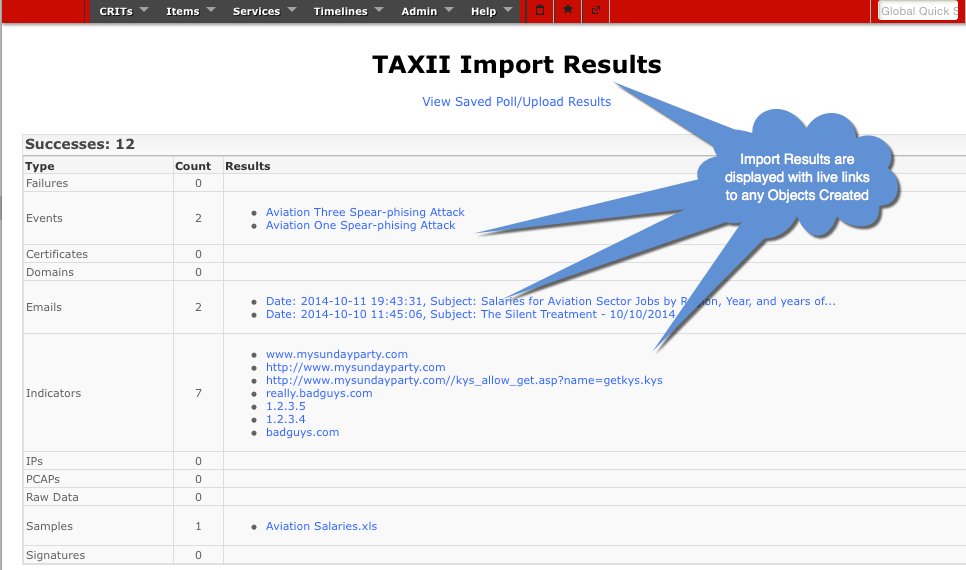 CRITs Items Services Timelines Admin Help Global Quick S
TAXII Import Results
View Saved Poll/Upload Results
Import Results are
displayed with live links
to any Objects Created
Successes: 12
Type Count Results
Failures 0
Events 2
Aviation Three Spear-phising Attack
Aviation One Spear-phising Attack
Certificates 0
Domains 0
Emails 2
Date: 2014-10-11 19:43:31, Subject: Salaries for Aviation Sector Jobs by , Year, and years of...
Date: 2014-10-10 11:45:06, Subject: The Silent Treatment - 10/10/2014
Indicators 7
www.mysundayparty.com
http://www.mysundayparty.com
http://www.mysundayparty.com//kys_allow_get.asp?name=getkys.kys
really.badguys.com
1.2.3.5
1.2.3.4
badguys.com
IPs 0
PCAPs 0
Raw Data 0
Samples 1
Aviation Salaries.xls
Signatures 0